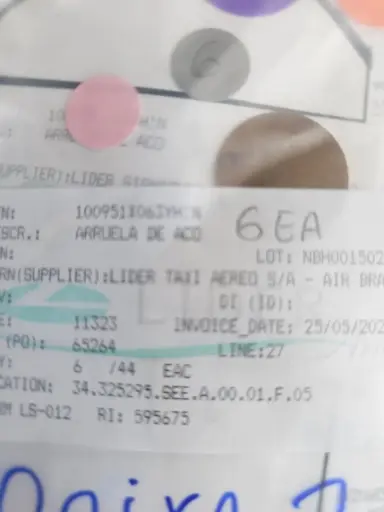 ARRUELA DE ACO
UPPLIER):LIDER
N: 6EA
SCR.: ARRUELA DE ACO
N: LOT: NBH001502
RN(SUPPLIER):LIDER TAXI AEREO S/A - AIR BRA
Y: DI (ID):
E: 11323 INVOICE_DATE: 25/05/202
(PO): 65264 LINE:27
Y: 6 /44 EAC
CATION: 34.325295.SEE.A.00.01.F.05
RM LS-012 RI: 595675